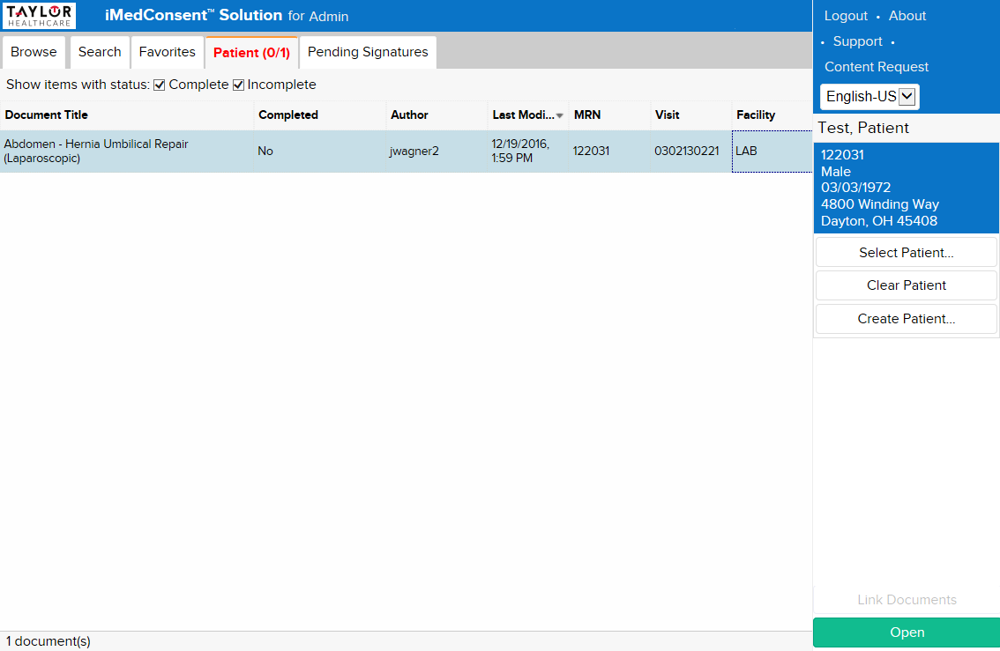 TAYLOR
HEALTHCARE
iMedConsent™ Solution for Admin
Logout • About
• Support •
Content Request
English-US
Browse
Search
Favorites
Patient (0/1)
Pending Signatures
Show items with status: Complete Incomplete
Document Title
Completed
Author
Last Modi...
MRN
Visit
Facility
Abdomen - Hernia Umbilical Repair
(Laparoscopic)
No
jwagner2
12/19/2016,
1:59 PM
122031
0302130221
LAB
Test, Patient
122031
Male
03/03/1972
4800 Winding Way
Dayton, OH 45408
Select Patient...
Clear Patient
Create Patient...
Link Documents
Open
1 document(s)